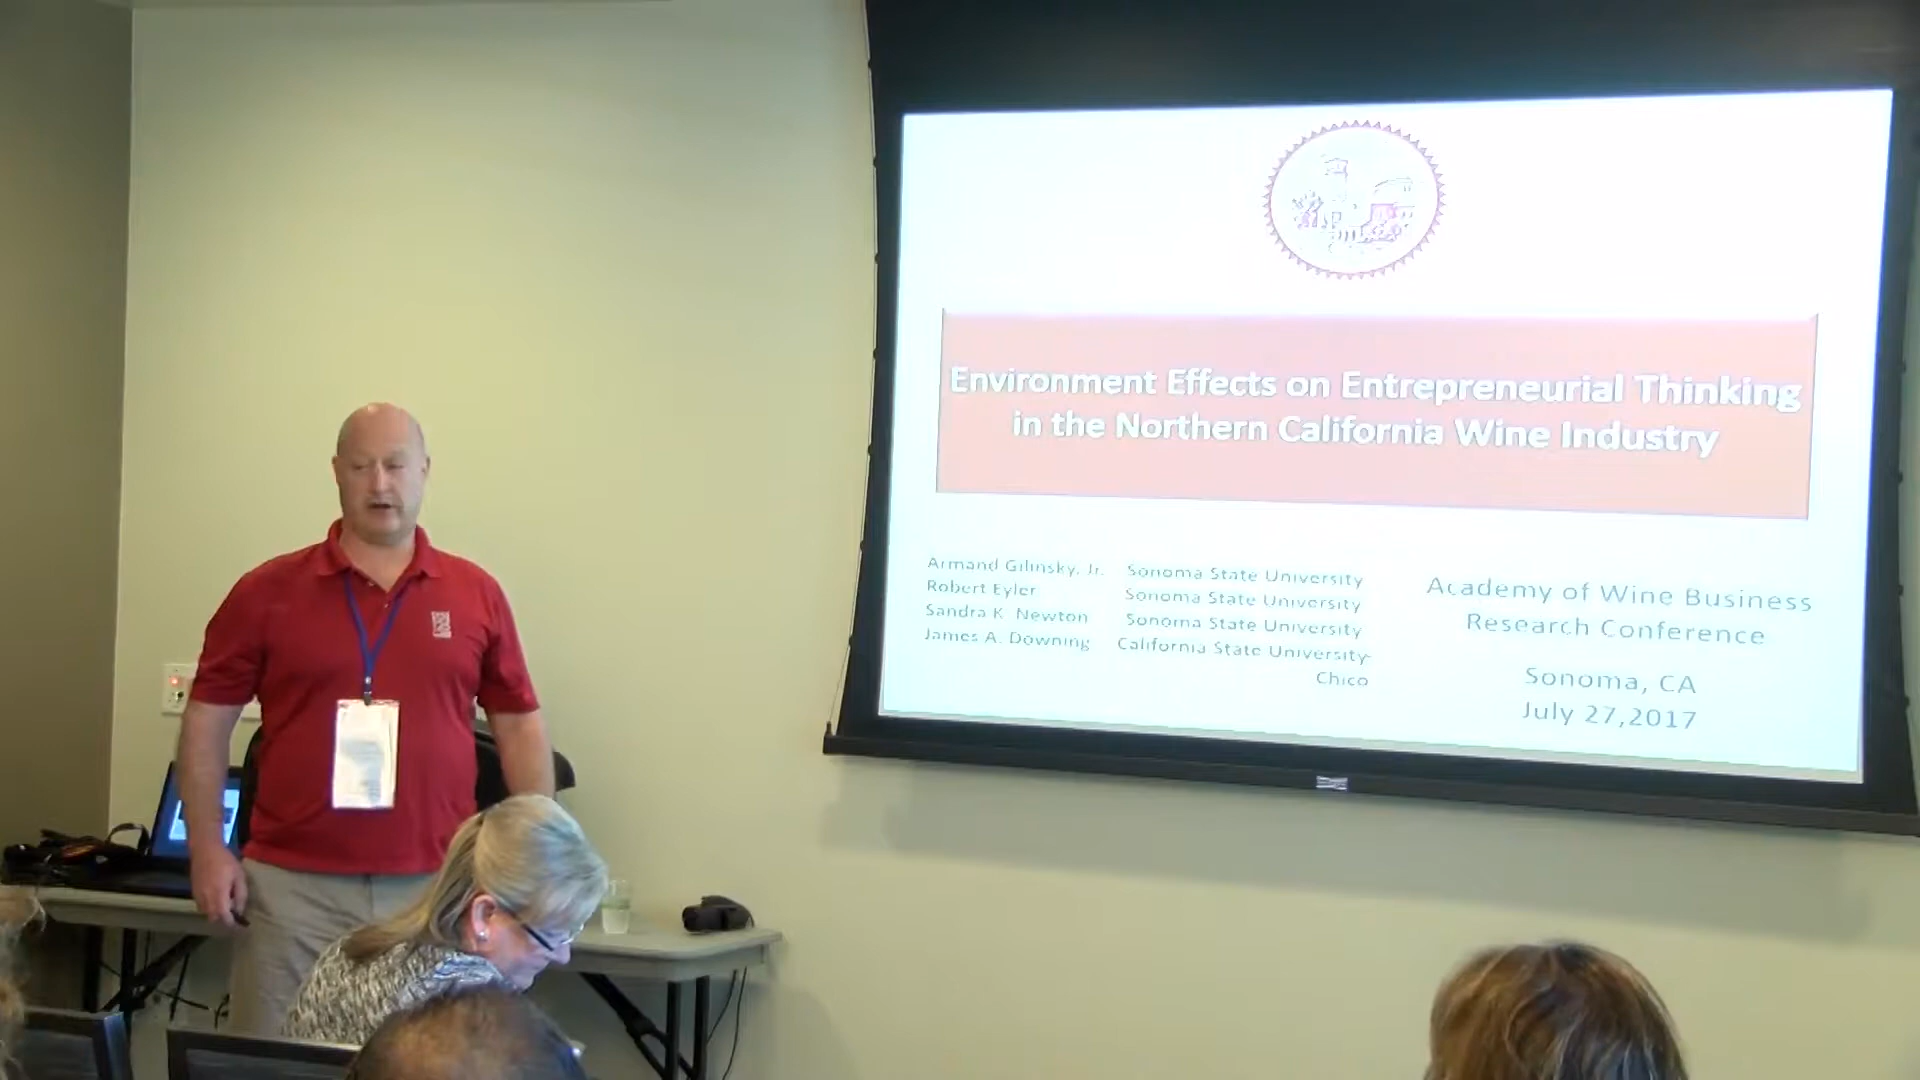 Environment Effects on Entrepreneurial Thinking
in the Northern California Wine Industry
Armand Gilinsky, Jr. Sonoma State University
Robert Eyler Sonoma State University
Sandra K. Newton Sonoma State University
James A. Downing California State University-
Chico
Academy of Wine Business
Research Conference
Sonoma, CA
July 27,2017